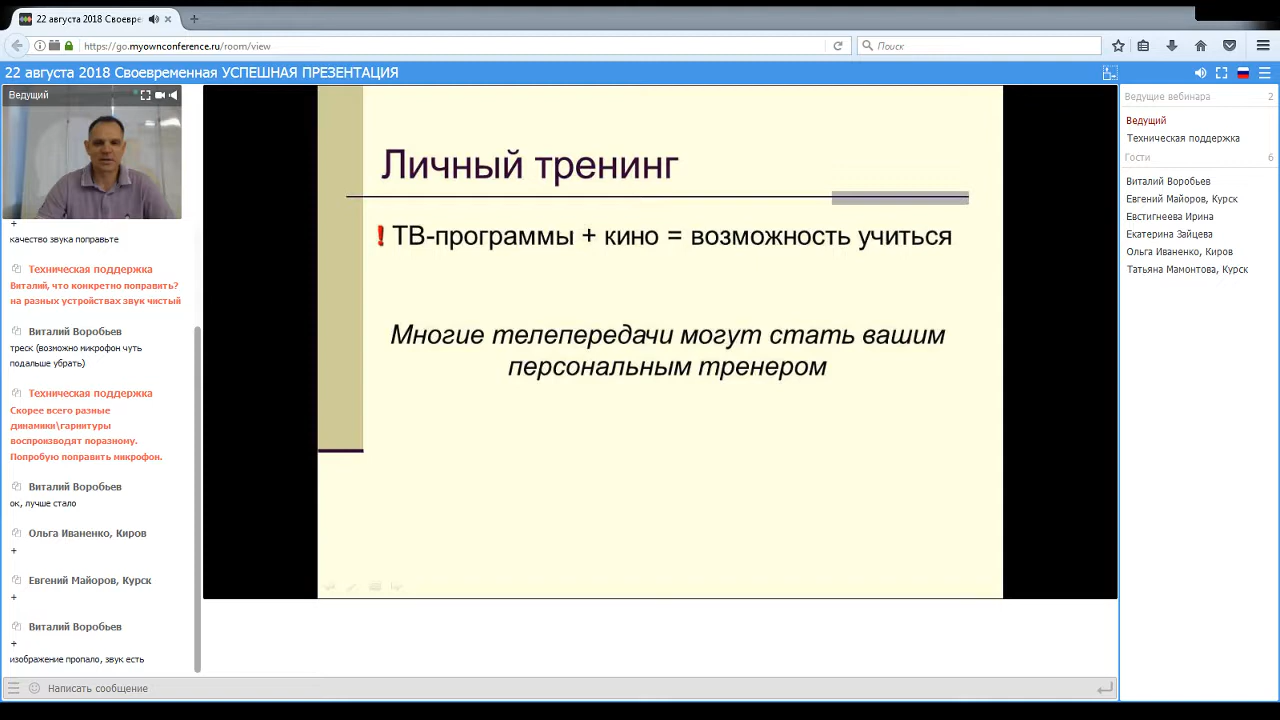 22 августа 2018 Своевре
https://go.myownconference.ru/room/view
Поиск
22 августа 2018 Своевременная УСПЕШНАЯ ПРЕЗЕНТАЦИЯ
Ведущий
+
качество звука поправьте
Техническая поддержка
Виталий, что конкретно поправить?
на разных устройствах звук чистый
Виталий Воробьев
треск (возможно микрофон чуть
подальше убрать)
Техническая поддержка
Скорее всего разные
динамики\гарнитуры
воспроизводят поразному.
Попробую поправить микрофон.
Виталий Воробьев
ок, лучше стало
Ольга Иваненко, Киров
+
Евгений Майоров, Курск
+
Виталий Воробьев
+
изображение пропало, звук есть
Написать сообщение
Личный тренинг
! ТВ-программы + кино = возможность учиться
Многие телепередачи могут стать вашим
персональным тренером
Ведущие вебинара 2
Ведущий
Техническая поддержка
Гости 6
Виталий Воробьев
Евгений Майоров, Курск
Евстигнеева Ирина
Екатерина Зайцева
Ольга Иваненко, Киров
Татьяна Мамонтова, Курск